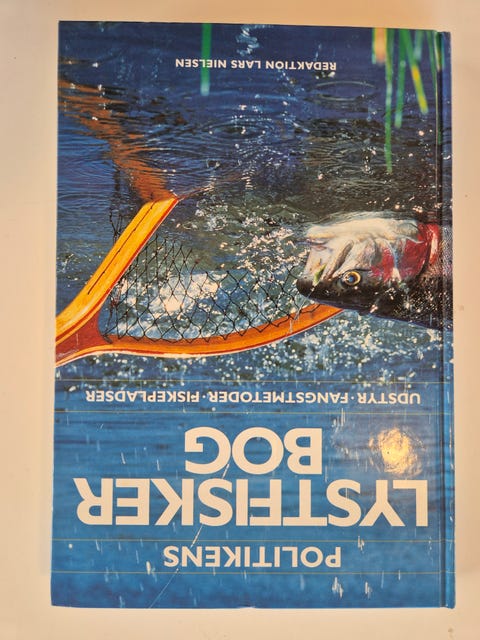 POLITIKENS
LYSTFISKER
BOG
UDSTYR · FANGSTMETODER · FISKEPLADSER
REDAKTION LARS NIELSEN